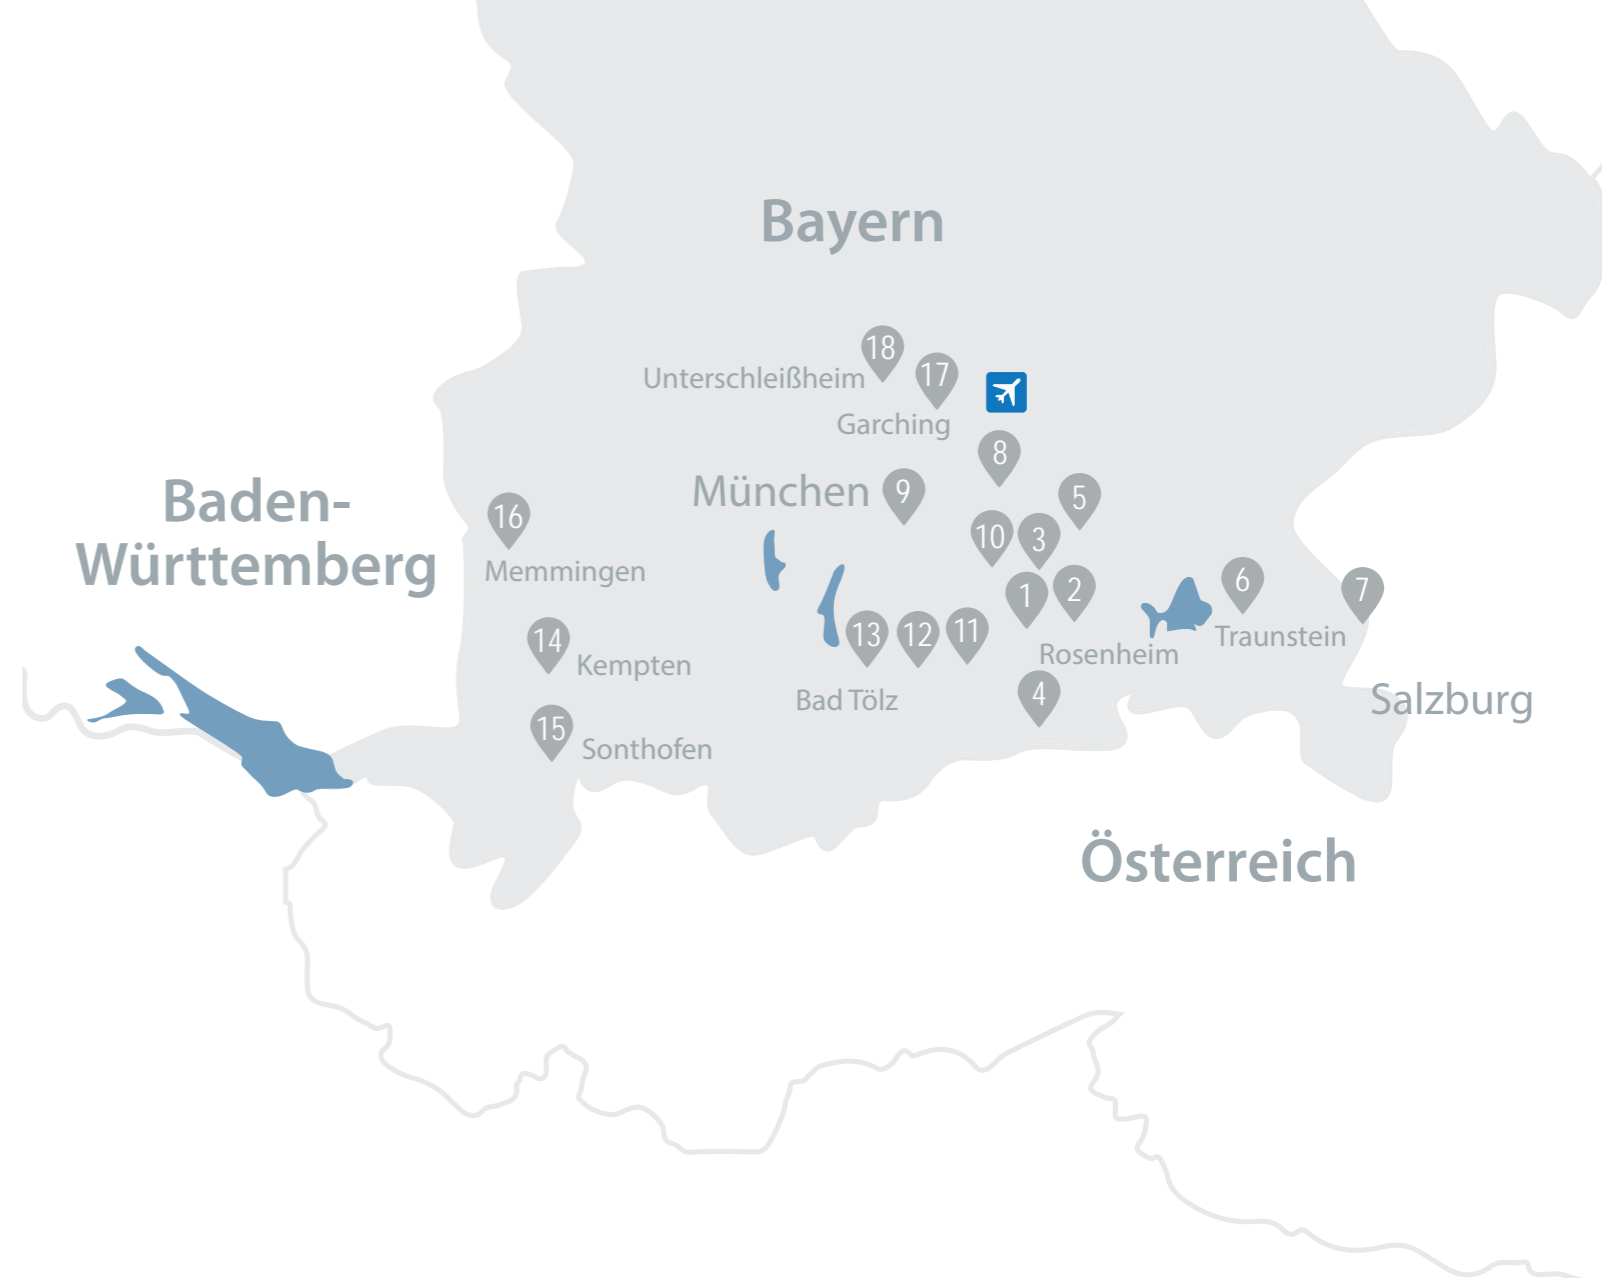 Bayern
18
Unterschleißheim
17
Garching
8
München
9
5
Baden-
Württemberg
16
Memmingen
10
3
1
2
6
7
Traunstein
13
12
11
Rosenheim
14
Kempten
4
Bad Tölz
Salzburg
15
Sonthofen
Österreich